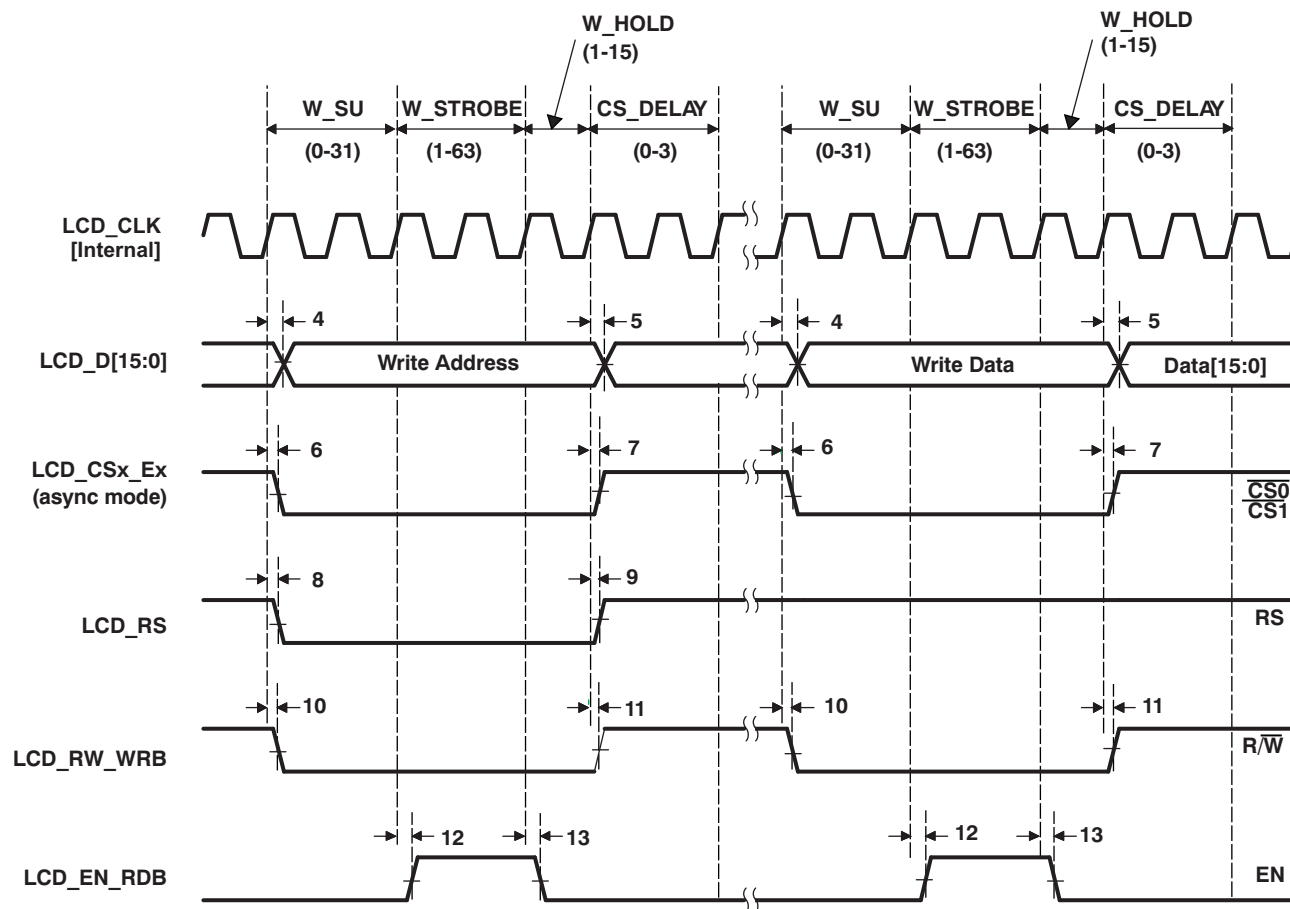 W_HOLD
(1-15)
W_HOLD
(1-15)
W_SU
W_STROBE
CS_DELAY
W_SU
W_STROBE
CS_DELAY
(0-31)
(1-63)
(0-3)
(0-31)
(1-63)
(0-3)
LCD_CLK
[Internal]
4
5
4
5
LCD_D[15:0]
Write Address
Write Data
Data[15:0]
6
7
6
7
LCD_CSx_Ex
(async mode)
CS0
CS1
8
9
LCD_RS
RS
10
11
10
11
LCD_RW_WRB
R/W
12
13
12
13
LCD_EN_RDB
EN